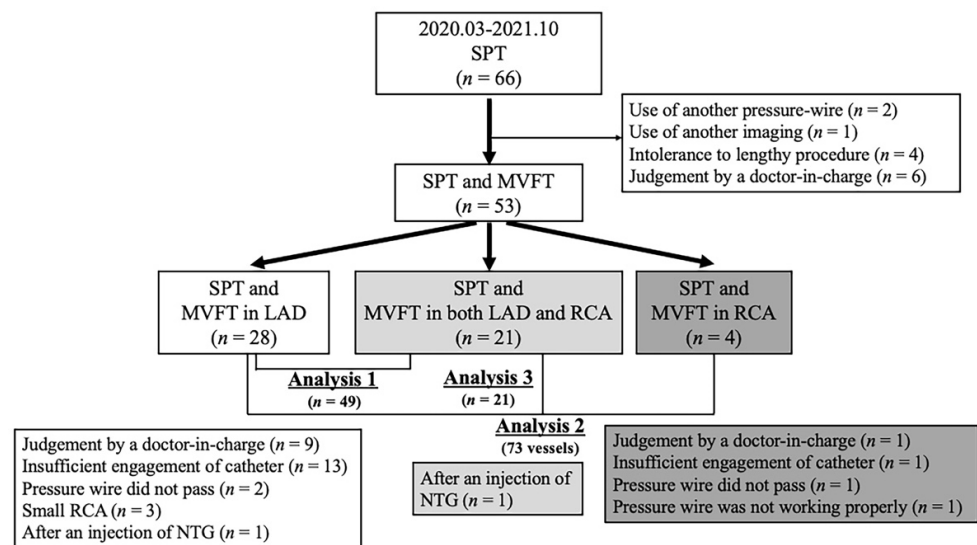 2020.03-2021.10
SPT
(n = 66)
Use of another pressure-wire (n = 2)
Use of another imaging (n = 1)
Intolerance to lengthy procedure (n = 4)
Judgement by a doctor-in-charge (n = 6)
SPT and MVFT
(n = 53)
SPT and
MVFT in LAD
(n = 28)
SPT and
MVFT in both LAD and RCA
(n = 21)
SPT and
MVFT in RCA
(n = 4)
Analysis 1
(n = 49)
Analysis 3
(n = 21)
Analysis 2
(73 vessels)
Judgement by a doctor-in-charge (n = 9)
Insufficient engagement of catheter (n = 13)
Pressure wire did not pass (n = 2)
Small RCA (n = 3)
After an injection of NTG (n = 1)
After an injection of
NTG (n = 1)
Judgement by a doctor-in-charge (n = 1)
Insufficient engagement of catheter (n = 1)
Pressure wire did not pass (n = 1)
Pressure wire was not working properly (n = 1)